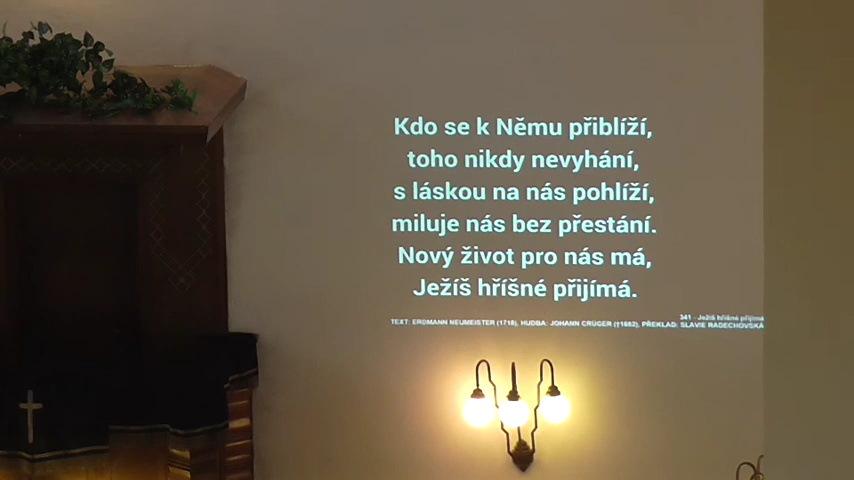 Kdo se k Němu přiblíží,
toho nikdy nevyhání,
s láskou na nás pohlíží,
miluje nás bez přestání.
Nový život pro nás má,
Ježíš hříšné přijímá.
341 - Ježíš hříšné přijímá
TEXT: ERDMANN NEUMEISTER (1718), HUDBA: JOHANN CRÜGER (†1662), PŘEKLAD: SLAVIE RADECHOVSKÁ